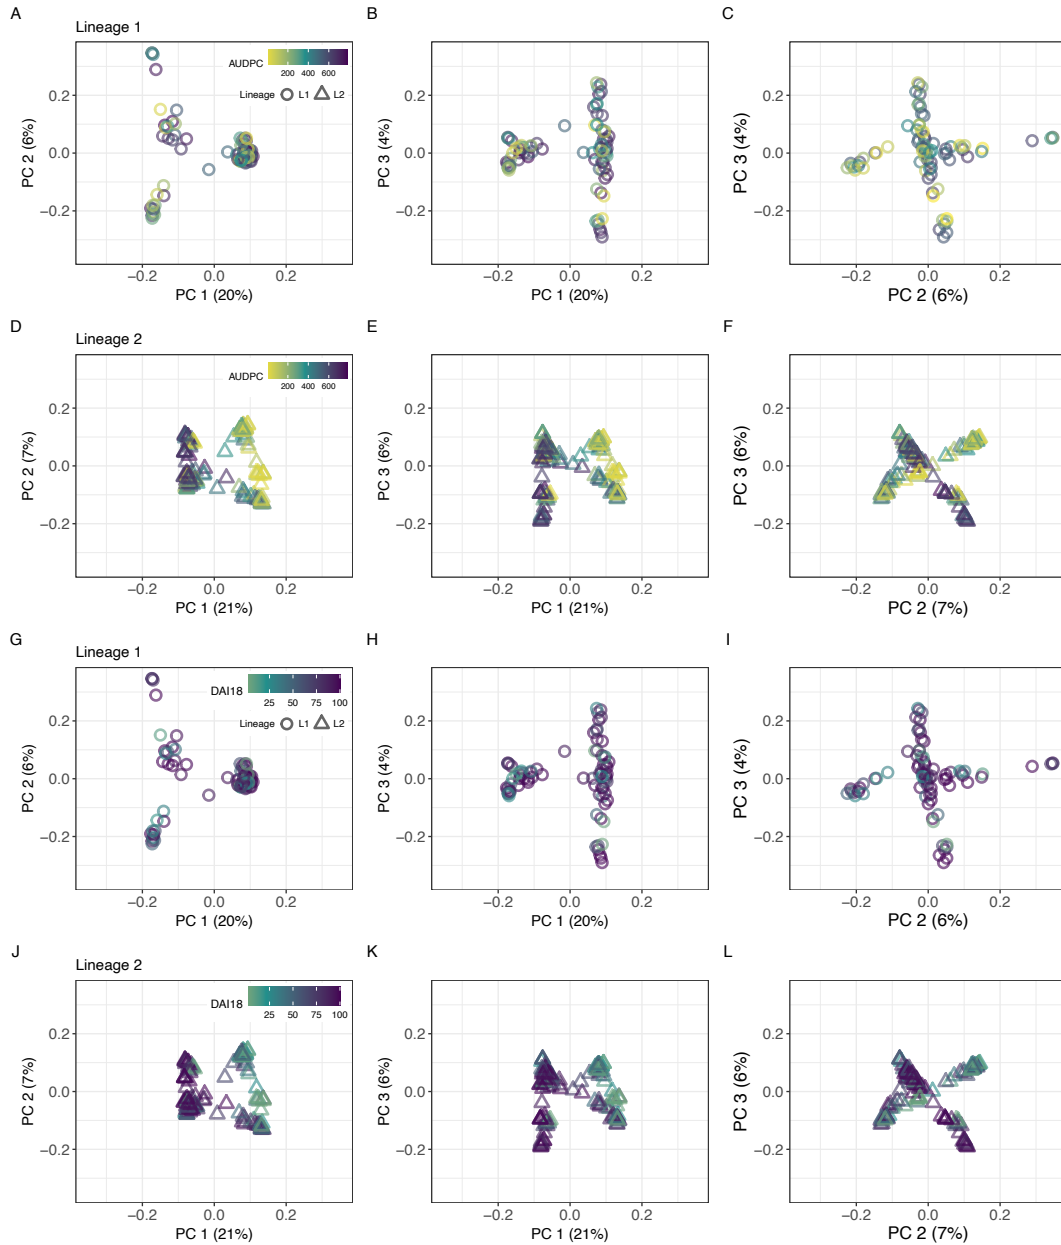 A
B
C
Lineage 1
AUDPC
200 400 600
Lineage L1 L2
PC 2 (6%)
0.2
0.0
−0.2
−0.2 0.0 0.2
PC 1 (20%)
PC 3 (4%)
0.2
0.0
−0.2
−0.2 0.0 0.2
PC 1 (20%)
PC 3 (4%)
0.2
0.0
−0.2
−0.2 0.0 0.2
PC 2 (6%)
D
E
F
Lineage 2
AUDPC
200 400 600
PC 2 (7%)
0.2
0.0
−0.2
−0.2 0.0 0.2
PC 1 (21%)
PC 3 (6%)
0.2
0.0
−0.2
−0.2 0.0 0.2
PC 1 (21%)
PC 3 (6%)
0.2
0.0
−0.2
−0.2 0.0 0.2
PC 2 (7%)
G
H
I
Lineage 1
DAI18
25 50 75 100
Lineage L1 L2
PC 2 (6%)
0.2
0.0
−0.2
−0.2 0.0 0.2
PC 1 (20%)
PC 3 (4%)
0.2
0.0
−0.2
−0.2 0.0 0.2
PC 1 (20%)
PC 3 (4%)
0.2
0.0
−0.2
−0.2 0.0 0.2
PC 2 (6%)
J
K
L
Lineage 2
DAI18
25 50 75 100
PC 2 (7%)
0.2
0.0
−0.2
−0.2 0.0 0.2
PC 1 (21%)
PC 3 (6%)
0.2
0.0
−0.2
−0.2 0.0 0.2
PC 1 (21%)
PC 3 (6%)
0.2
0.0
−0.2
−0.2 0.0 0.2
PC 2 (7%)